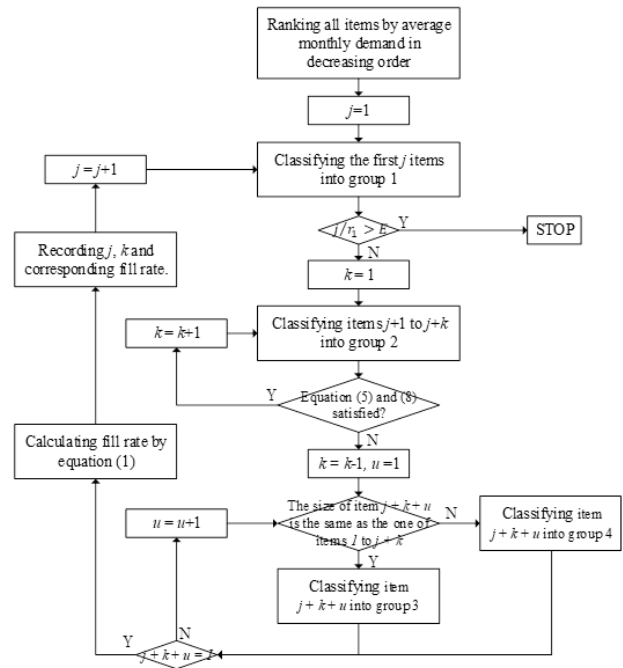 Ranking all items by average
monthly demand in
decreasing order
j=1
j = j+1
Classifying the first j items
into group 1
j/r₁ > E
Y
STOP
N
Recording j, k and
corresponding fill rate.
k = 1
k = k+1
Classifying items j+1 to j+k
into group 2
Y
Equation (5) and (8)
satisfied?
N
Calculating fill rate by
equation (1)
k = k-1, u =1
u = u+1
The size of item j + k + u
is the same as the one of
items 1 to j + k
N
Classifying item
j + k + u into group 4
Y
Classifying item
j + k + u into group 3
Y
N
j + k + u =